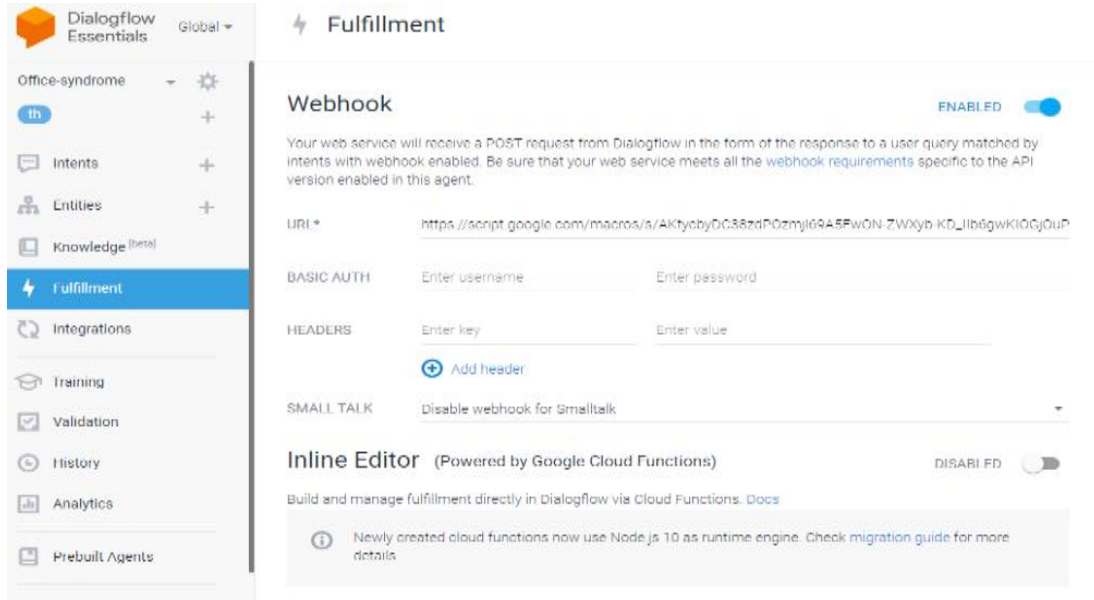 Dialogflow
Essentials
Global
Fulfillment
Office-syndrome
th
Intents
Entities
Knowledge [beta]
Fulfillment
Integrations
Training
Validation
History
Analytics
Prebuilt Agents
Webhook
ENABLED
Your web service will receive a POST request from Dialogflow in the form of the response to a user query matched by
intents with webhook enabled. Be sure that your web service meets all the webhook requirements specific to the API
version enabled in this agent.
URL*
BASIC AUTH Enter username Enter password
HEADERS Enter key Enter value
Add header
SMALL TALK Disable webhook for Smalltalk
Inline Editor (Powered by Google Cloud Functions)
DISABLED
Build and manage fulfillment directly in Dialogflow via Cloud Functions. Docs
Newly created cloud functions now use Node.js 10 as runtime engine. Check migration guide for more
details